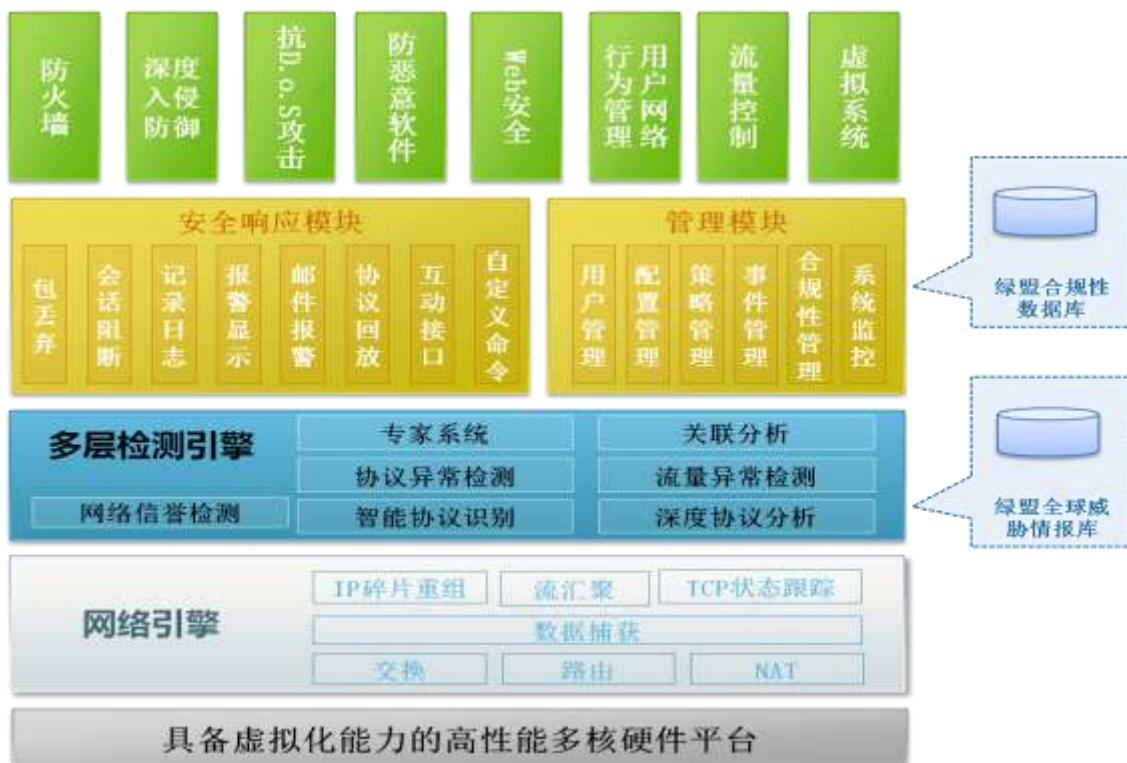 防火墙
深度
入侵
防御
抗D.o.S攻击
防恶意软件
Web安全
用户网络
行为管理
流量控制
虚拟系统
安全响应模块
包丢弃
会话阻断
记录日志
报警显示
邮件报警
协议回放
互动接口
自定义命令
管理模块
用户管理
配置管理
策略管理
事件管理
合规性管理
系统监控
绿盟合规性
数据库
多层检测引擎
专家系统
关联分析
协议异常检测
流量异常检测
网络信誉检测
智能协议识别
深度协议分析
绿盟全球威
胁情报库
网络引擎
IP碎片重组
流汇聚
TCP状态跟踪
数据捕获
交换
路由
NAT
具备虚拟化能力的高性能多核硬件平台